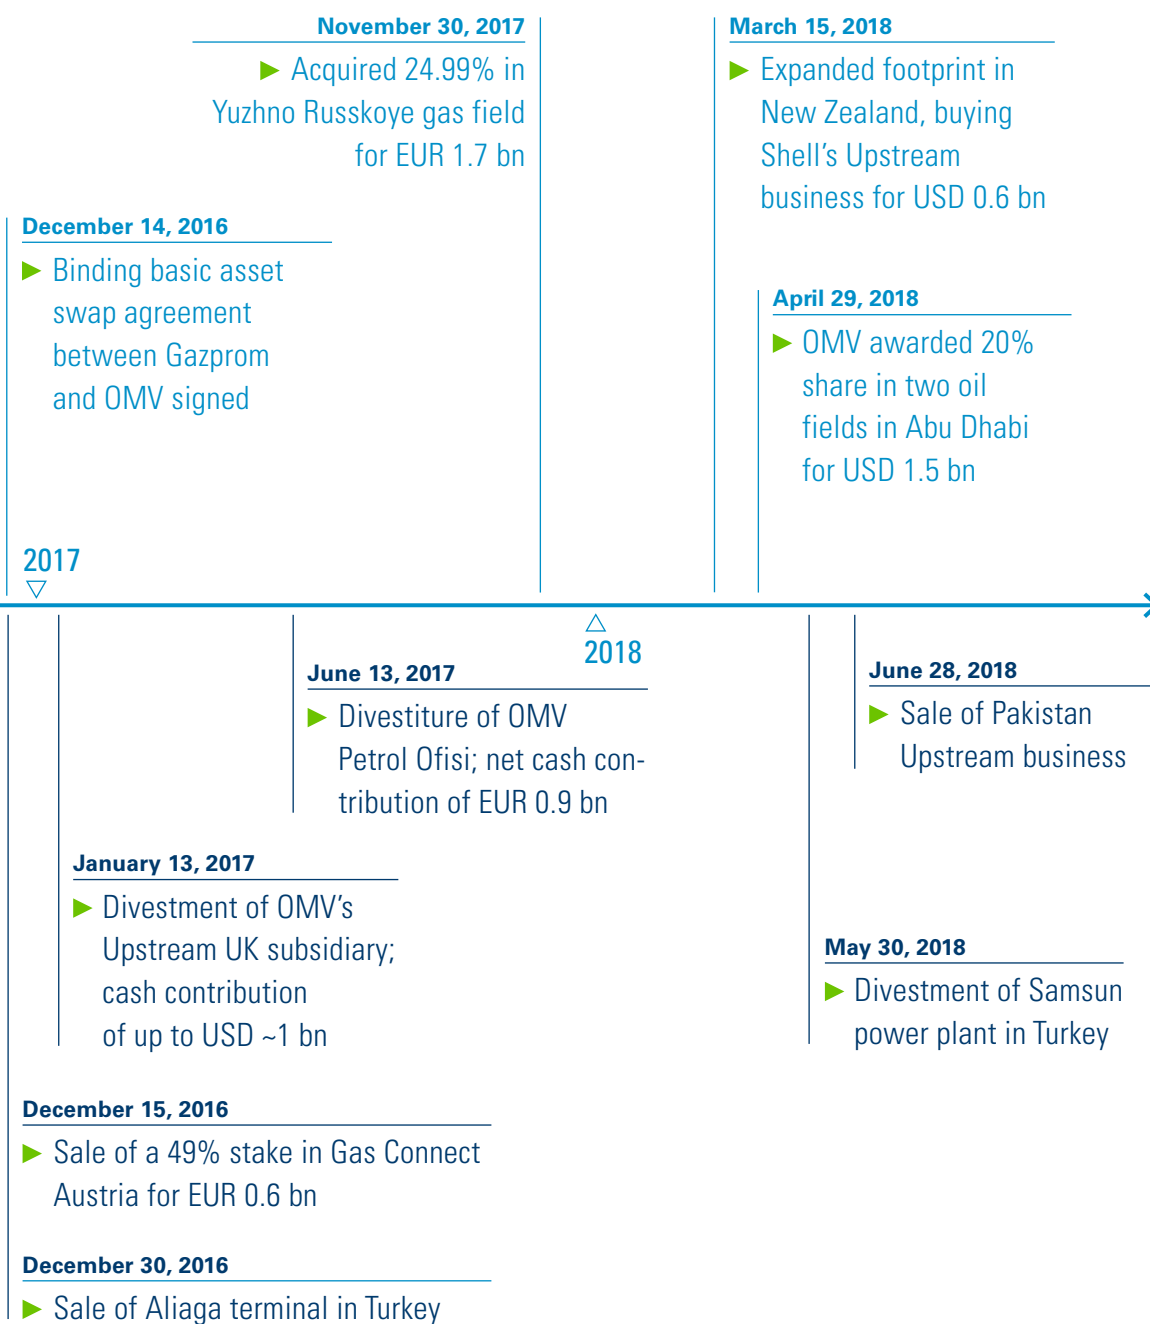 November 30, 2017
► Acquired 24.99% in
Yuzhno Russkoye gas field
for EUR 1.7 bn
March 15, 2018
► Expanded footprint in
New Zealand, buying
Shell’s Upstream
business for USD 0.6 bn
December 14, 2016
► Binding basic asset
swap agreement
between Gazprom
and OMV signed
April 29, 2018
► OMV awarded 20%
share in two oil
fields in Abu Dhabi
for USD 1.5 bn
2017
2018
June 13, 2017
► Divestiture of OMV
Petrol Ofisi; net cash con-
tribution of EUR 0.9 bn
June 28, 2018
► Sale of Pakistan
Upstream business
January 13, 2017
► Divestment of OMV’s
Upstream UK subsidiary;
cash contribution
of up to USD ~1 bn
May 30, 2018
► Divestment of Samsun
power plant in Turkey
December 15, 2016
► Sale of a 49% stake in Gas Connect
Austria for EUR 0.6 bn
December 30, 2016
► Sale of Aliaga terminal in Turkey